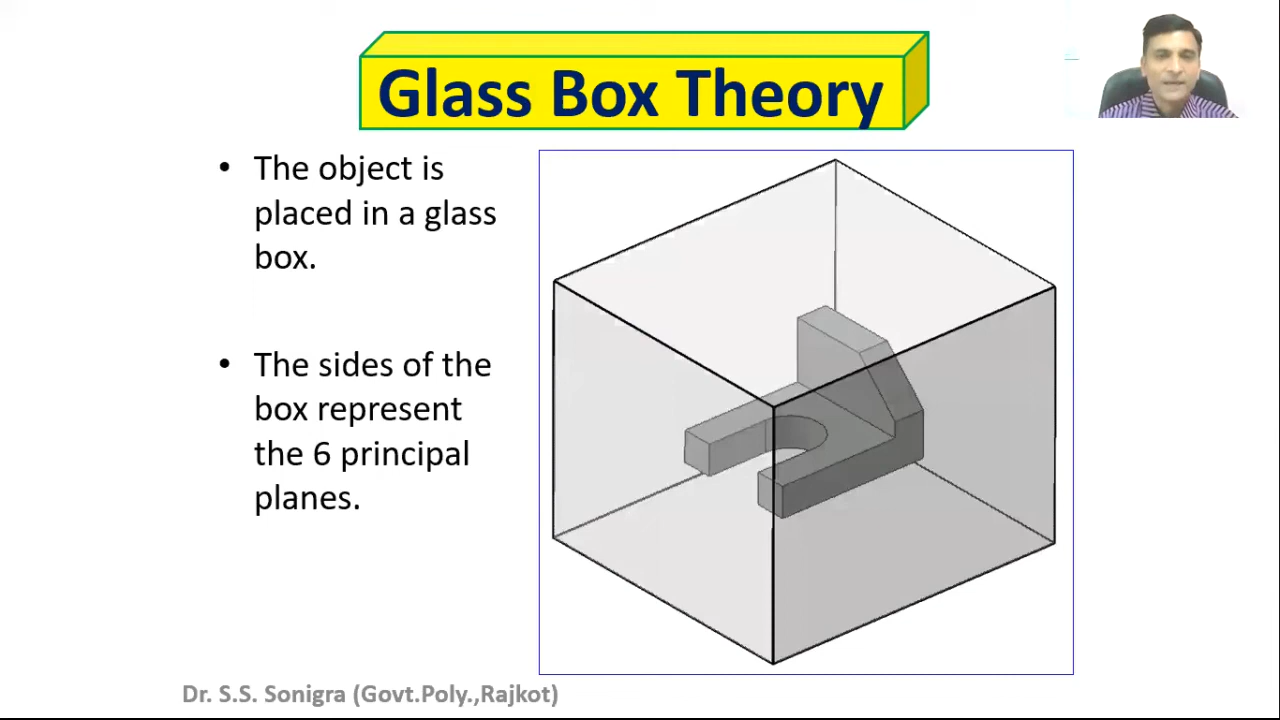 Glass Box Theory
• The object is
placed in a glass
box.
• The sides of the
box represent
the 6 principal
planes.
Dr. S.S. Sonigra (Govt.Poly.,Rajkot)